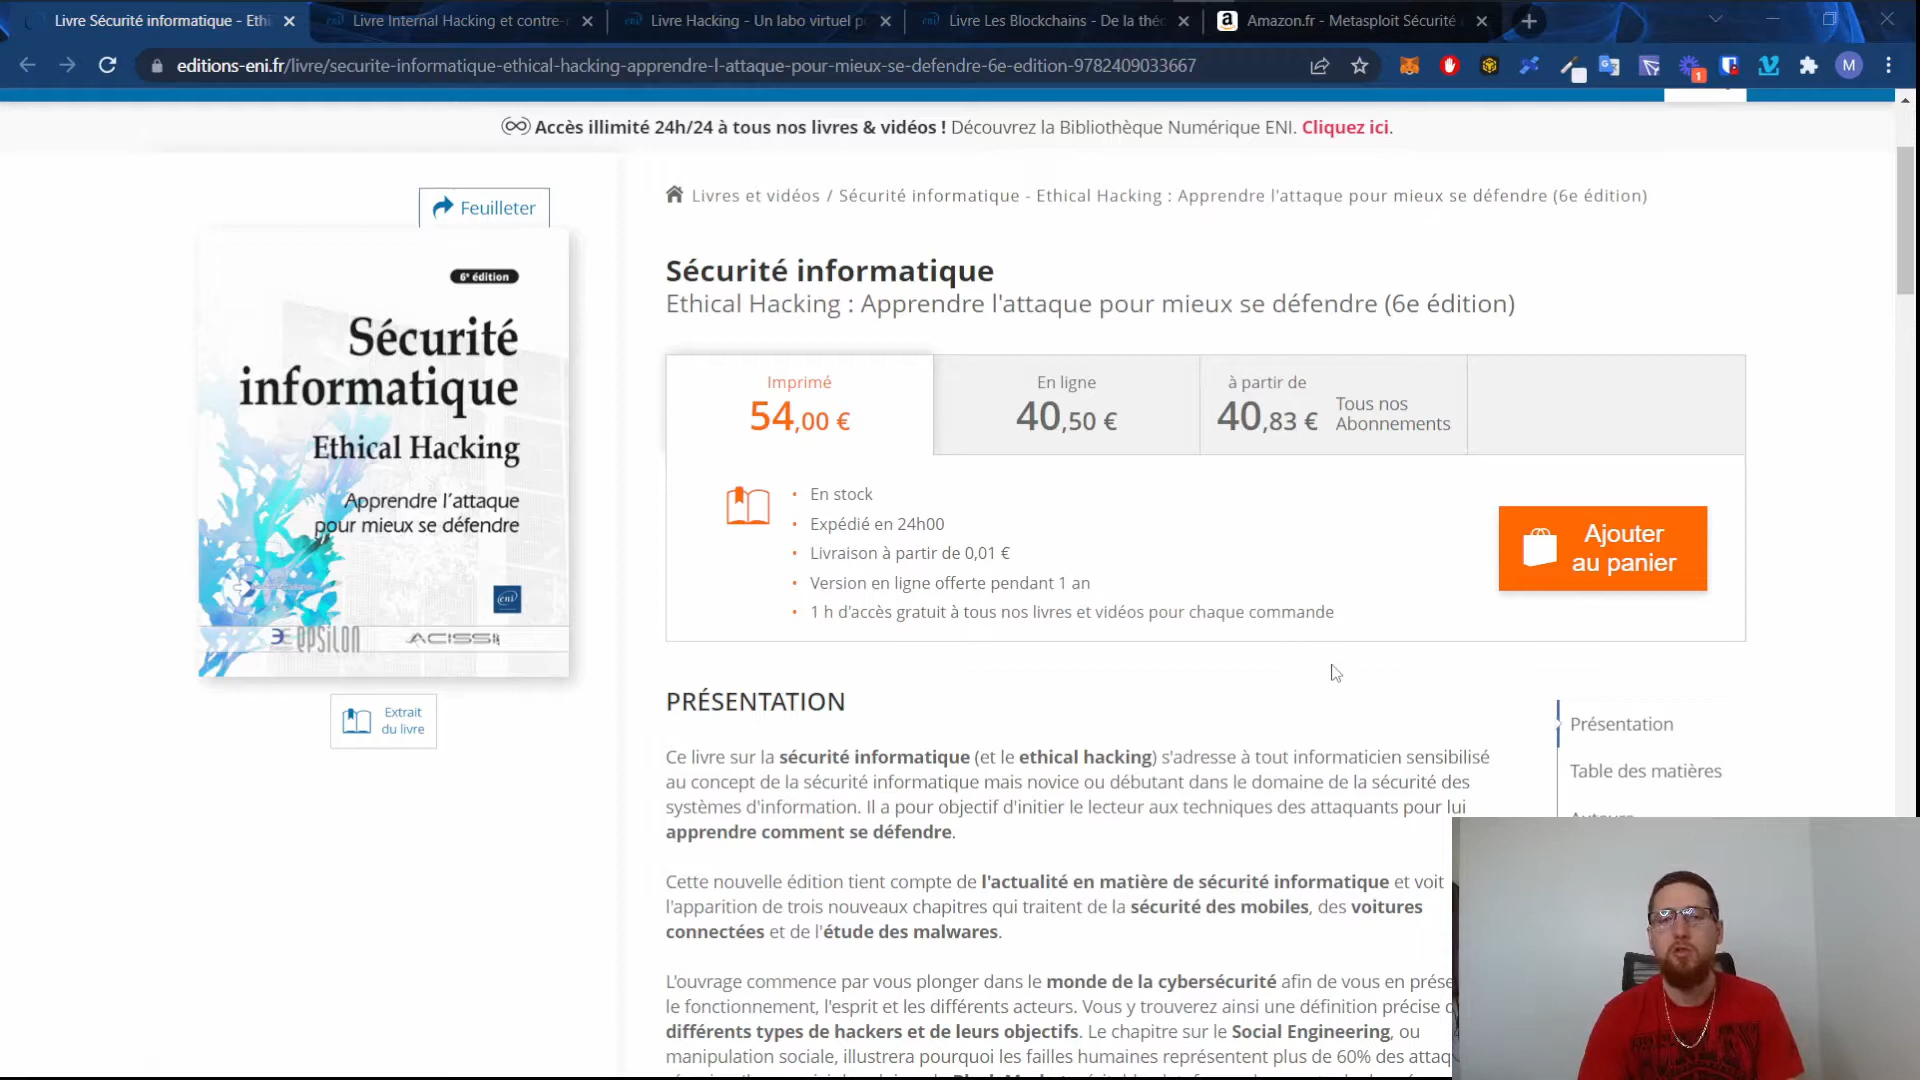 Livre Sécurité informatique - Ethi
Livre Internal Hacking et contre-
Livre Hacking - Un labo virtuel p
Livre Les Blockchains - De la thé
Amazon.fr - Metasploit Sécurité
editions-eni.fr/livre/securite-informatique-ethical-hacking-apprendre-l-attaque-pour-mieux-se-defendre-6e-edition-9782409033667
1
M
Accès illimité 24h/24 à tous nos livres & vidéos ! Découvrez la Bibliothèque Numérique ENI. Cliquez ici.
Feuilleter
Livres et vidéos / Sécurité informatique - Ethical Hacking : Apprendre l'attaque pour mieux se défendre (6e édition)
6e édition
Sécurité
informatique
Ethical Hacking
Apprendre l'attaque
pour mieux se défendre
eni
epsilon
ACISSI
Extrait
du livre
Sécurité informatique
Ethical Hacking : Apprendre l'attaque pour mieux se défendre (6e édition)
Imprimé
54,00 €
En ligne
40,50 €
à partir de
40,83 €
Tous nos
Abonnements
• En stock
• Expédié en 24h00
• Livraison à partir de 0,01 €
• Version en ligne offerte pendant 1 an
• 1 h d'accès gratuit à tous nos livres et vidéos pour chaque commande
Ajouter
au panier
PRÉSENTATION
Ce livre sur la sécurité informatique (et le ethical hacking) s'adresse à tout informaticien sensibilisé
au concept de la sécurité informatique mais novice ou débutant dans le domaine de la sécurité des
systèmes d'information. Il a pour objectif d'initier le lecteur aux techniques des attaquants pour lui
apprendre comment se défendre.
Cette nouvelle édition tient compte de l'actualité en matière de sécurité informatique et voit
l'apparition de trois nouveaux chapitres qui traitent de la sécurité des mobiles, des voitures
connectées et de l'étude des malwares.
L'ouvrage commence par vous plonger dans le monde de la cybersécurité afin de vous en prése
le fonctionnement, l'esprit et les différents acteurs. Vous y trouverez ainsi une définition précise d
différents types de hackers et de leurs objectifs. Le chapitre sur le Social Engineering, ou
manipulation sociale, illustrera pourquoi les failles humaines représentent plus de 60% des attaq
Présentation
Table des matières
Auteurs